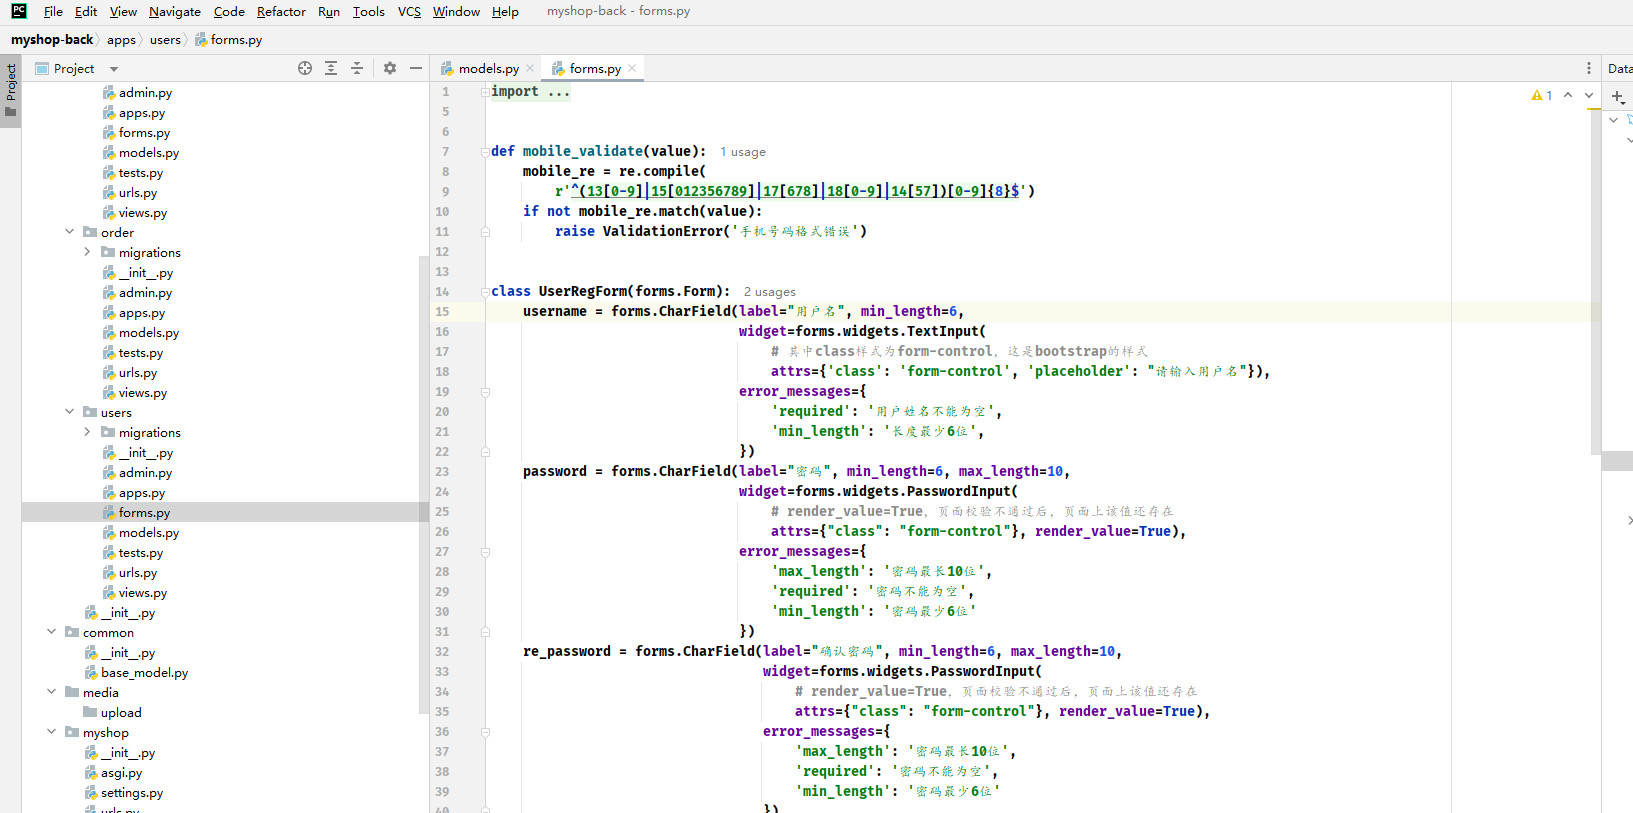 File Edit View Navigate Code Refactor Run Tools VCS Window Help myshop-back - forms.py
myshop-back apps users forms.py
Project
Project
models.py
forms.py
Data
admin.py
apps.py
forms.py
models.py
tests.py
urls.py
views.py
order
migrations
__init__.py
admin.py
apps.py
models.py
tests.py
urls.py
views.py
users
migrations
__init__.py
admin.py
apps.py
forms.py
models.py
tests.py
urls.py
views.py
__init__.py
common
__init__.py
base_model.py
media
upload
myshop
__init__.py
asgi.py
settings.py
urls.py
1 import ...
5
6
7 def mobile_validate(value): 1 usage
8 mobile_re = re.compile(
9 r'^(13[0-9]|15[012356789]|17[678]|18[0-9]|14[57])[0-9]{8}$')
10 if not mobile_re.match(value):
11 raise ValidationError('手机号码格式错误')
12
13
14 class UserRegForm(forms.Form): 2 usages
15 username = forms.CharField(label="用户名", min_length=6,
16 widget=forms.widgets.TextInput(
17 # 其中class样式为form-control，这是bootstrap的样式
18 attrs={'class': 'form-control', 'placeholder': "请输入用户名"}),
19 error_messages={
20 'required': '用户姓名不能为空',
21 'min_length': '长度最少6位',
22 })
23 password = forms.CharField(label="密码", min_length=6, max_length=10,
24 widget=forms.widgets.PasswordInput(
25 # render_value=True，页面校验不通过后，页面上该值还存在
26 attrs={"class": "form-control"}, render_value=True),
27 error_messages={
28 'max_length': '密码最长10位',
29 'required': '密码不能为空',
30 'min_length': '密码最少6位'
31 })
32 re_password = forms.CharField(label="确认密码", min_length=6, max_length=10,
33 widget=forms.widgets.PasswordInput(
34 # render_value=True，页面校验不通过后，页面上该值还存在
35 attrs={"class": "form-control"}, render_value=True),
36 error_messages={
37 'max_length': '密码最长10位',
38 'required': '密码不能为空',
39 'min_length': '密码最少6位'
40 })
1